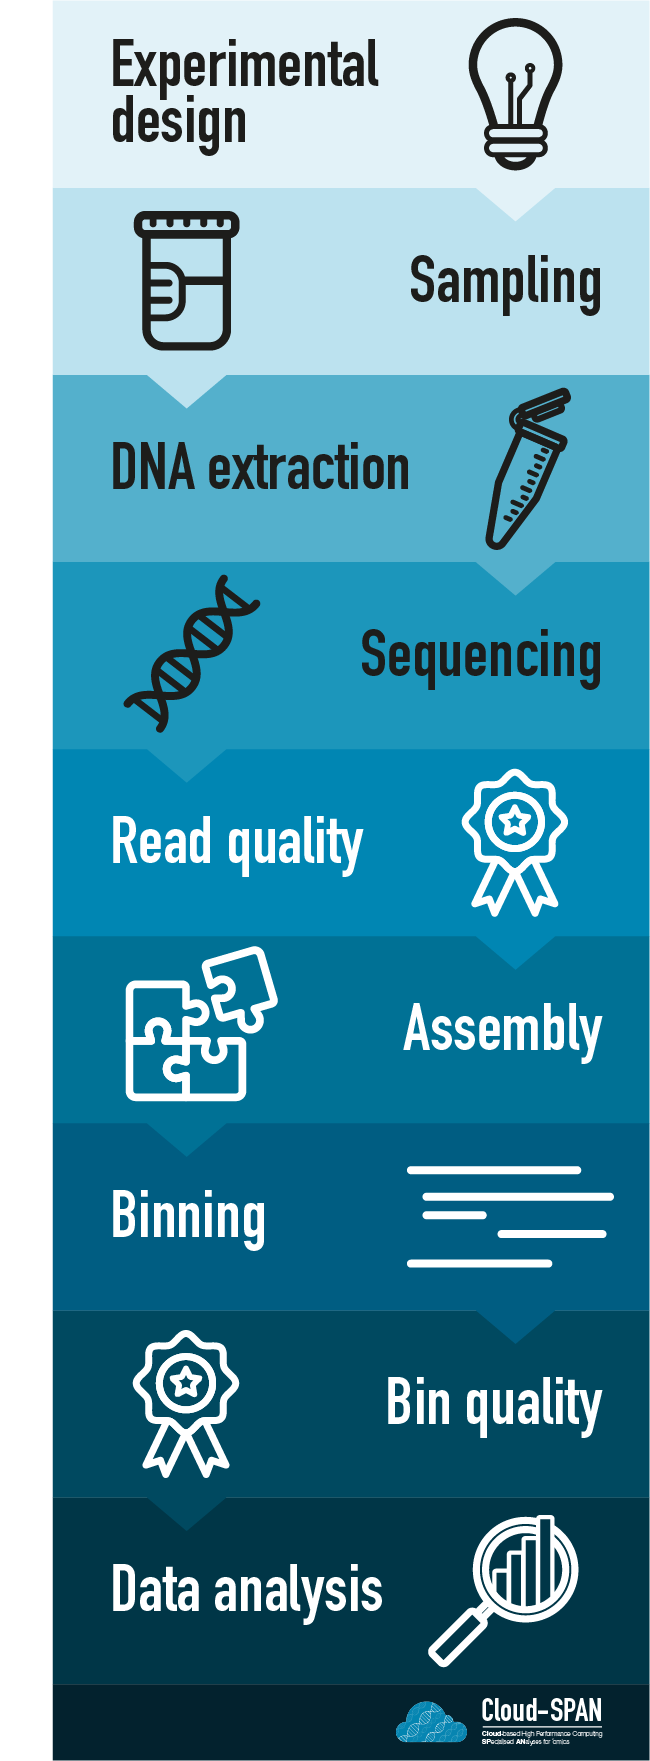 Experimental
design
Sampling
DNA extraction
Sequencing
Read quality
Assembly
Binning
Bin quality
Data analysis
Cloud-SPAN
Cloud-based High Performance Computing
SPecialised ANalyses for 'omics